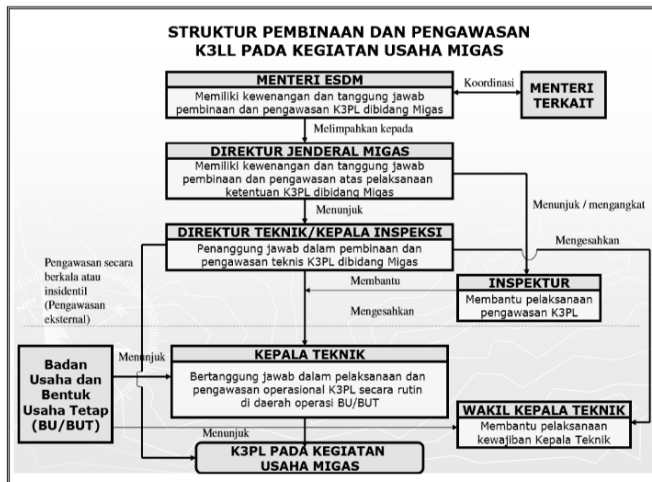 STRUKTUR PEMBINAAN DAN PENGAWASAN
K3LL PADA KEGIATAN USAHA MIGAS
MENTERI ESDM
Memiliki kewenangan dan tanggung jawab
pembinaan dan pengawasan K3PL dibidang Migas
Koordinasi
MENTERI
TERKAIT
Melimpahkan kepada
DIREKTUR JENDERAL MIGAS
Memiliki kewenangan dan tanggung jawab
pembinaan dan pengawasan atas pelaksanaan
ketentuan K3PL dibidang Migas
Menunjuk
Menunjuk / mengangkat
DIREKTUR TEKNIK/KEPALA INSPEKSI
Penanggung jawab dalam pembinaan dan
pengawasan teknis K3PL dibidang Migas
Mengesahkan
Pengawasan secara
berkala atau
insidentil
(Pengawasan
eksternal)
Membantu
INSPEKTUR
Membantu pelaksanaan
pengawasan K3PL
Mengesahkan
Badan
Usaha dan
Bentuk
Usaha Tetap
(BU/BUT)
Menunjuk
KEPALA TEKNIK
Bertanggung jawab dalam pelaksanaan dan
pengawasan operasional K3PL secara rutin
di daerah operasi BU/BUT
WAKIL KEPALA TEKNIK
Membantu pelaksanaan
kewajiban Kepala Teknik
Menunjuk
K3PL PADA KEGIATAN
USAHA MIGAS